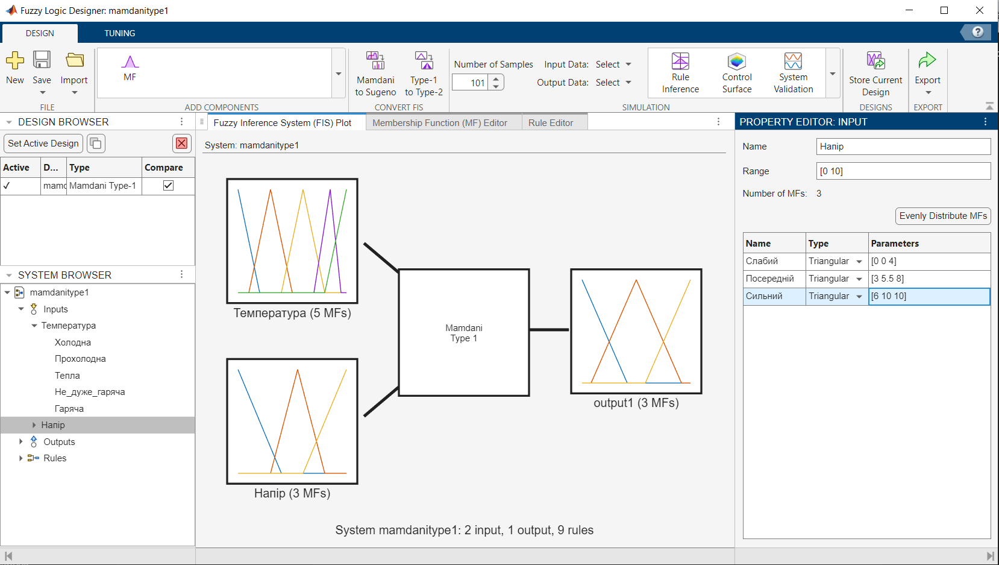 Fuzzy Logic Designer: mamdanitype1
DESIGN
TUNING
New
Save
Import
MF
Mamdani
to Sugeno
Type-1
to Type-2
Number of Samples
101
Input Data:
Select
Output Data:
Select
Rule
Inference
Control
Surface
System
Validation
Store Current
Design
Export
FILE
ADD COMPONENTS
CONVERT FIS
SIMULATION
DESIGNS
EXPORT
DESIGN BROWSER
Set Active Design
Active D... Type Compare
mamd Mamdani Type-1
SYSTEM BROWSER
mamdanitype1
Inputs
Температура
Холодна
Прохолодна
Тепла
Не_дуже_гаряча
Гаряча
Напір
Outputs
Rules
Fuzzy Inference System (FIS) Plot
Membership Function (MF) Editor
Rule Editor
System: mamdanitype1
Температура (5 MFs)
Mamdani
Type 1
output1 (3 MFs)
Напір (3 MFs)
System mamdanitype1: 2 input, 1 output, 9 rules
PROPERTY EDITOR: INPUT
Name Напір
Range [0 10]
Number of MFs: 3
Evenly Distribute MFs
Name Type Parameters
Слабий Triangular [0 0 4]
Посередній Triangular [3 5.5 8]
Сильний Triangular [6 10 10]